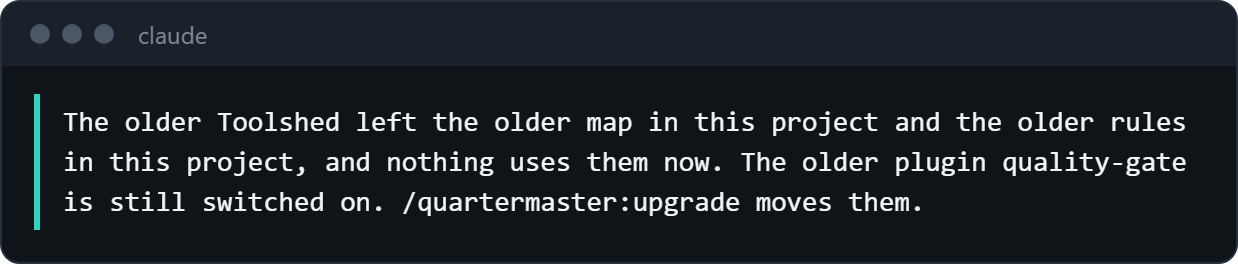 claude
The older Toolshed left the older map in this project and the older rules
in this project, and nothing uses them now. The older plugin quality-gate
is still switched on. /quartermaster:upgrade moves them.